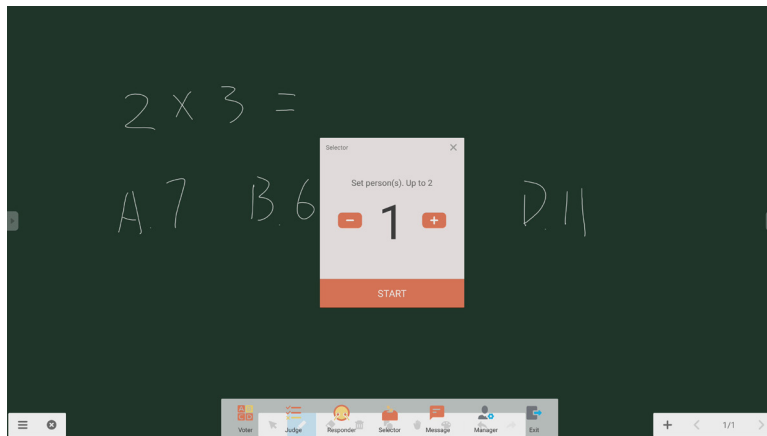 2 × 3 =
Selector
Set person(s). Up to 2
1
A.7 B.6 D.11
START
Voter Judge Responder Selector Message Manager Exit
1/1